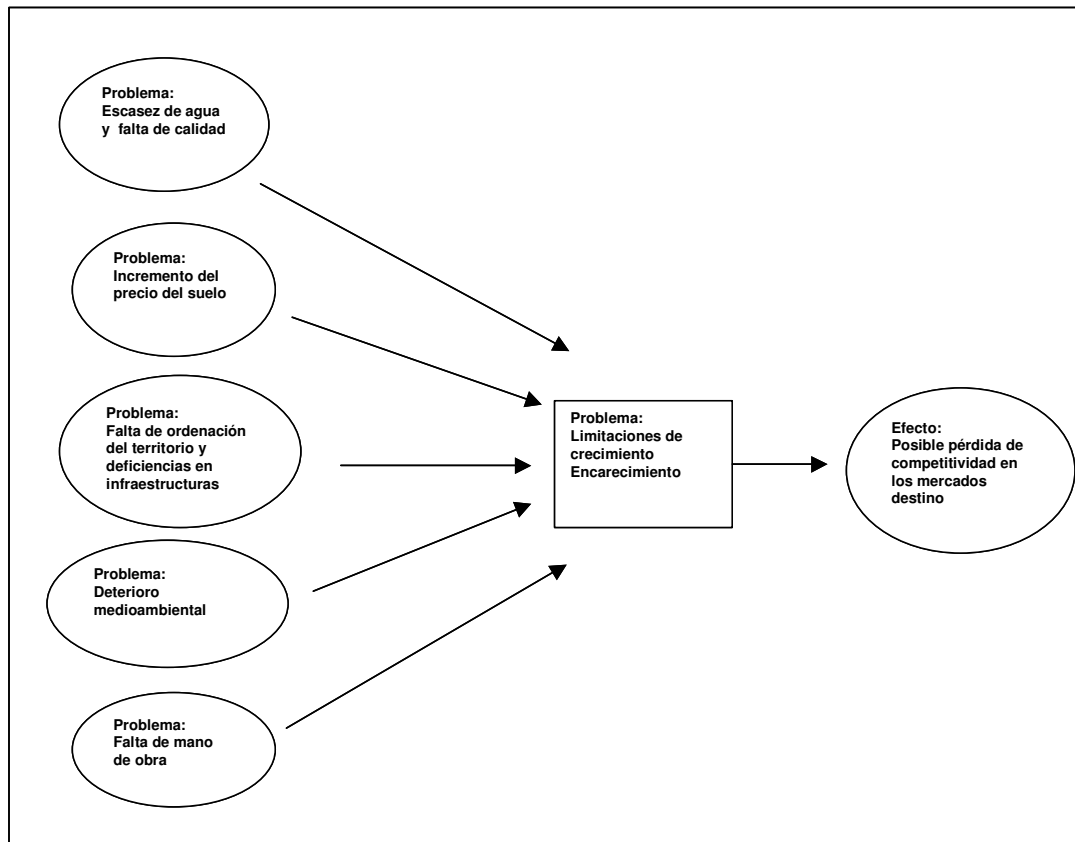 Problema:
Escasez de agua
y falta de calidad
Problema:
Incremento del
precio del suelo
Problema:
Falta de ordenación
del territorio y
deficiencias en
infraestructuras
Problema:
Deterioro
medioambiental
Problema:
Falta de mano
de obra
Problema:
Limitaciones de
crecimiento
Encarecimiento
Efecto:
Posible pérdida de
competitividad en
los mercados
destino